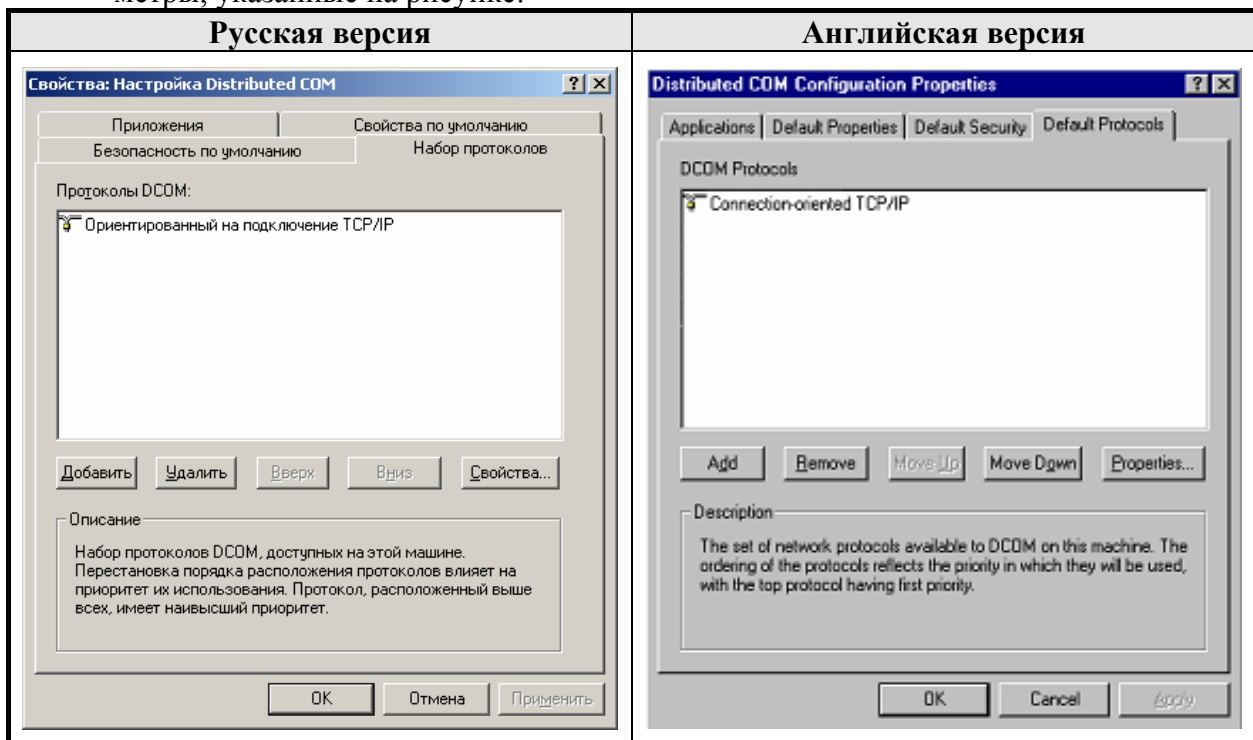 метры, указанные на рисунке.
Русская версия
Английская версия
Свойства: Настройка Distributed COM
Приложения
Свойства по умолчанию
Безопасность по умолчанию
Набор протоколов
Протоколы DCOM:
Ориентированный на подключение TCP/IP
Добавить
Удалить
Вверх
Вниз
Свойства...
Описание
Набор протоколов DCOM, доступных на этой машине.
Перестановка порядка расположения протоколов влияет на
приоритет их использования. Протокол, расположенный выше
всех, имеет наивысший приоритет.
OK
Отмена
Применить
Distributed COM Configuration Properties
Applications
Default Properties
Default Security
Default Protocols
DCOM Protocols
Connection-oriented TCP/IP
Add
Remove
Move Up
Move Down
Properties...
Description
The set of network protocols available to DCOM on this machine. The
ordering of the protocols reflects the priority in which they will be used,
with the top protocol having first priority.
OK
Cancel
Apply